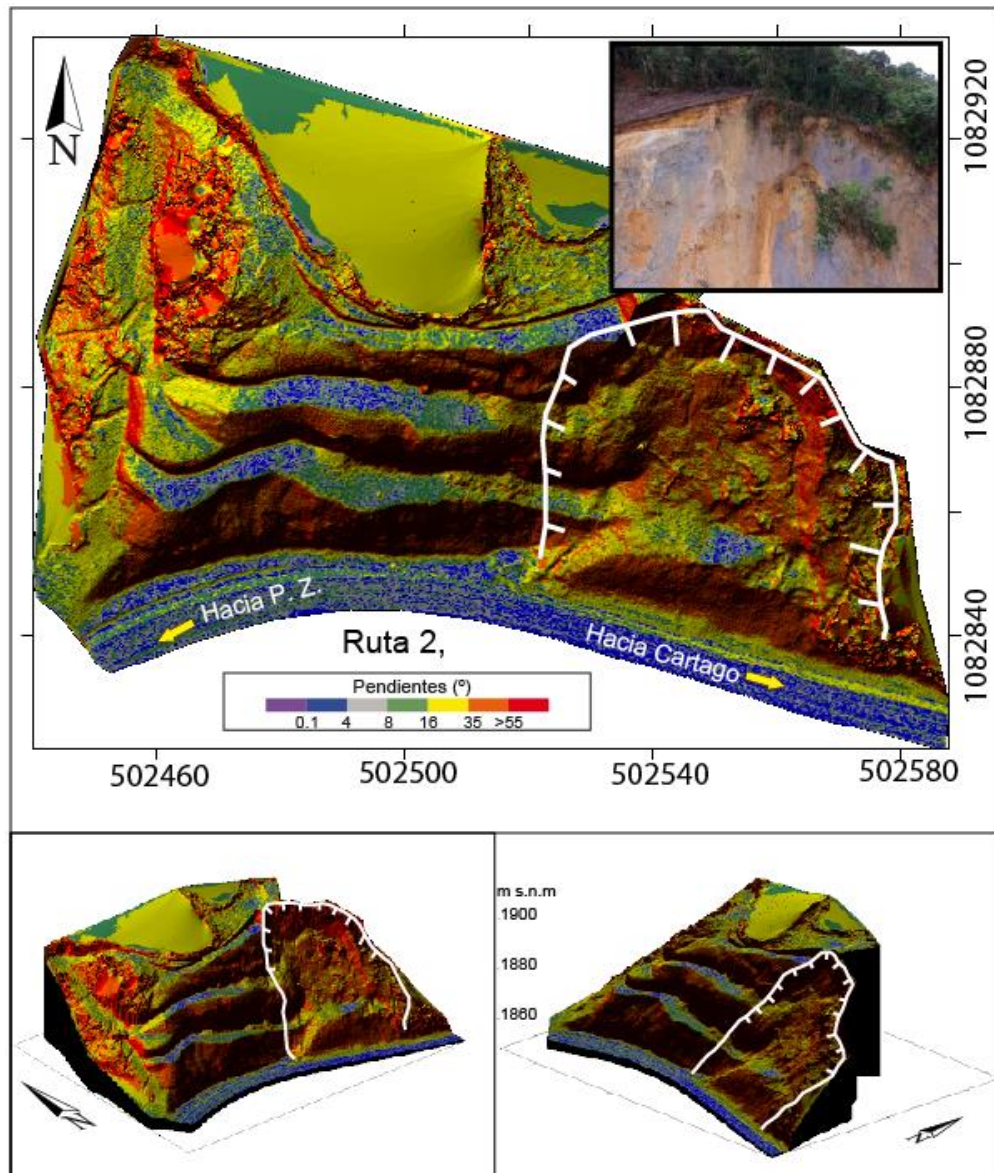 N
1082920
1082880
1082840
Hacia P. Z.
Ruta 2,
Hacia Cartago
Pendientes (º)
0.1 4 8 16 35 >55
502460 502500 502540 502580
m s.n.m
1900
1880
1860
N
N